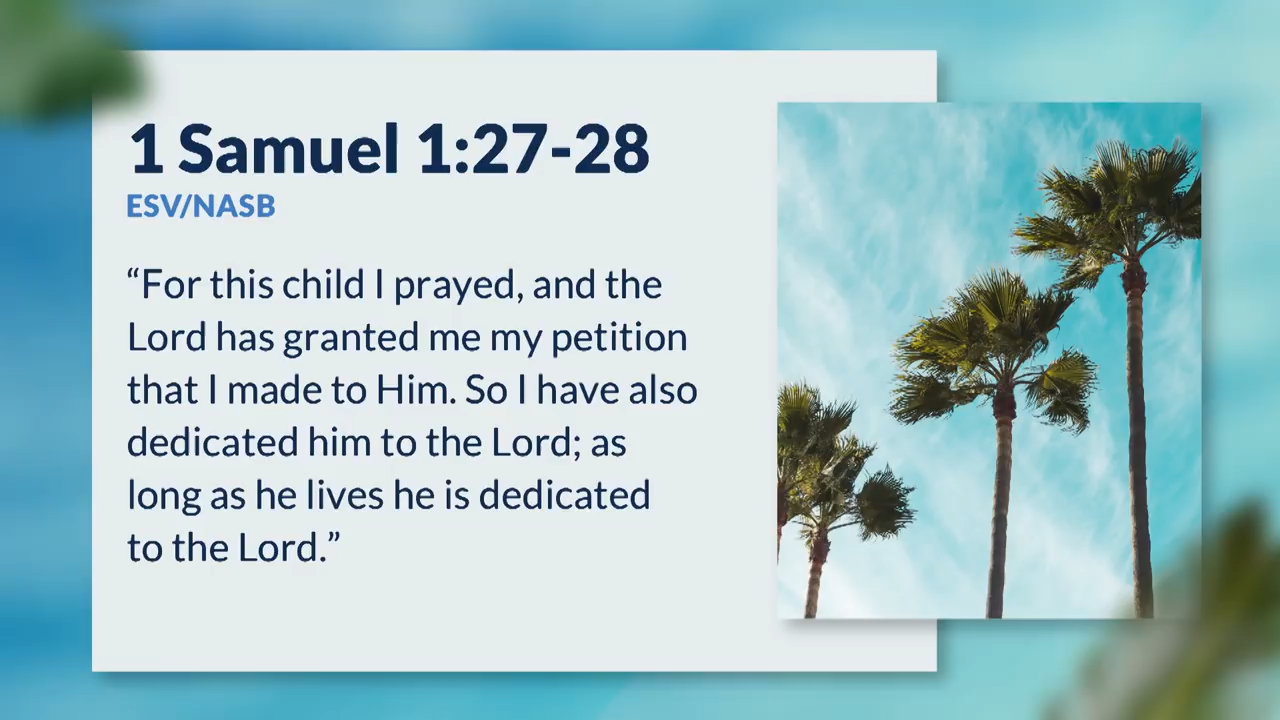 1 Samuel 1:27-28
ESV/NASB
“For this child I prayed, and the
Lord has granted me my petition
that I made to Him. So I have also
dedicated him to the Lord; as
long as he lives he is dedicated
to the Lord.”